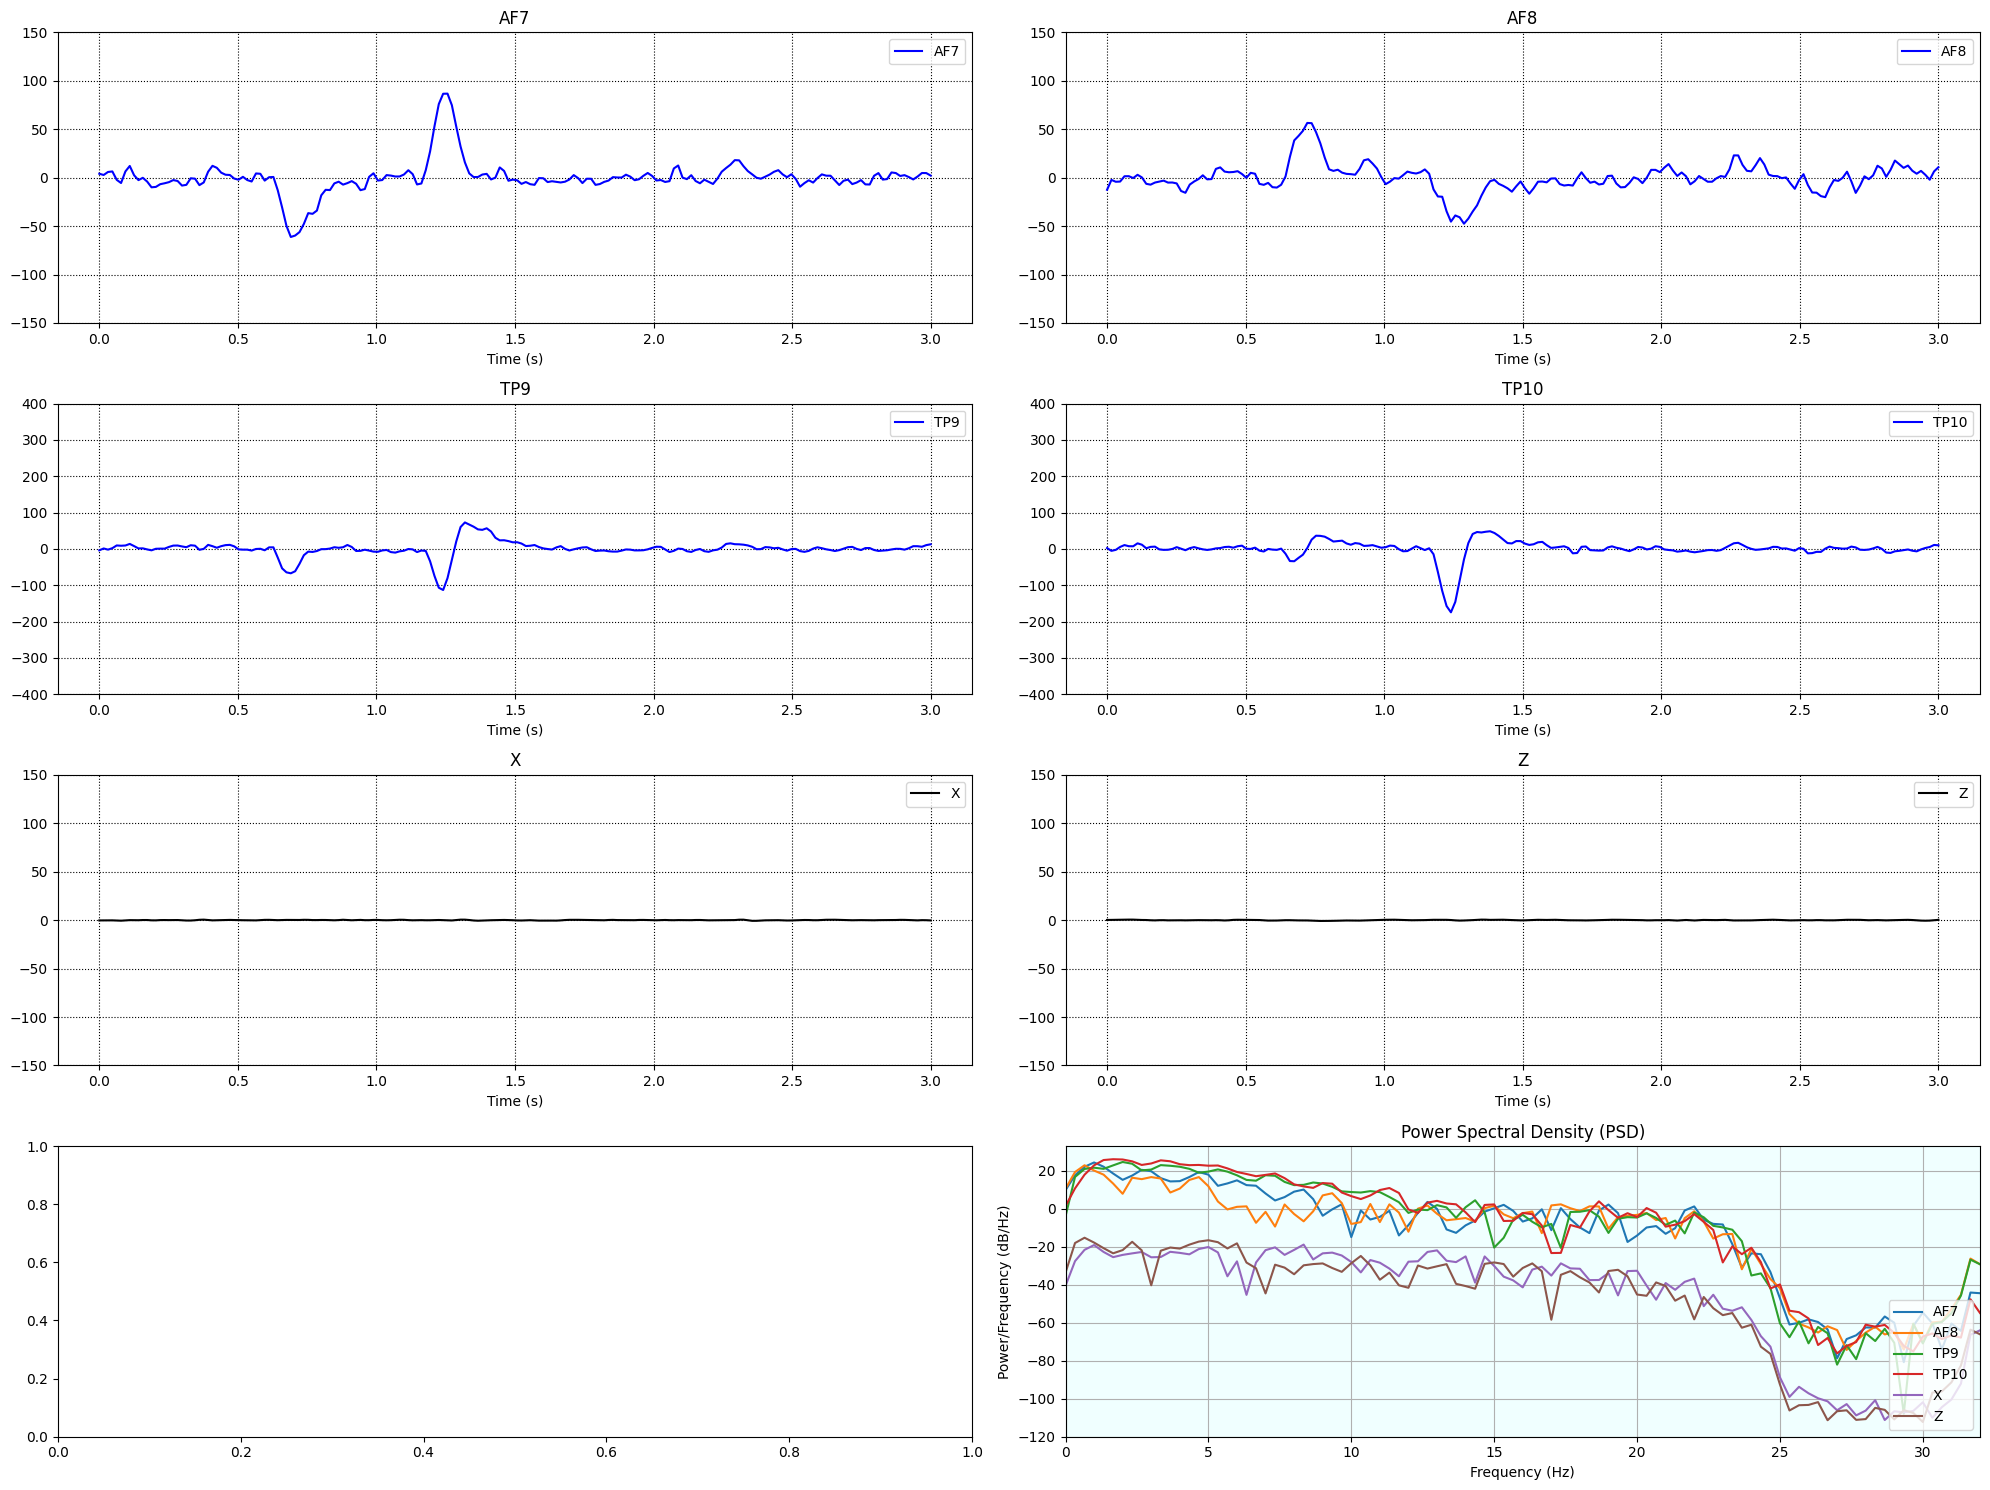 AF7
150
100
50
0
−50
−100
−150
AF7
0.0 0.5 1.0 1.5 2.0 2.5 3.0
Time (s)
AF8
150
100
50
0
−50
−100
−150
AF8
0.0 0.5 1.0 1.5 2.0 2.5 3.0
Time (s)
TP9
400
300
200
100
0
−100
−200
−300
−400
TP9
0.0 0.5 1.0 1.5 2.0 2.5 3.0
Time (s)
TP10
400
300
200
100
0
−100
−200
−300
−400
TP10
0.0 0.5 1.0 1.5 2.0 2.5 3.0
Time (s)
X
150
100
50
0
−50
−100
−150
X
0.0 0.5 1.0 1.5 2.0 2.5 3.0
Time (s)
Z
150
100
50
0
−50
−100
−150
Z
0.0 0.5 1.0 1.5 2.0 2.5 3.0
Time (s)
1.0
0.8
0.6
0.4
0.2
0.0
0.0 0.2 0.4 0.6 0.8 1.0
Power Spectral Density (PSD)
Power/Frequency (dB/Hz)
20
0
−20
−40
−60
−80
−100
−120
AF7
AF8
TP9
TP10
X
Z
0 5 10 15 20 25 30
Frequency (Hz)